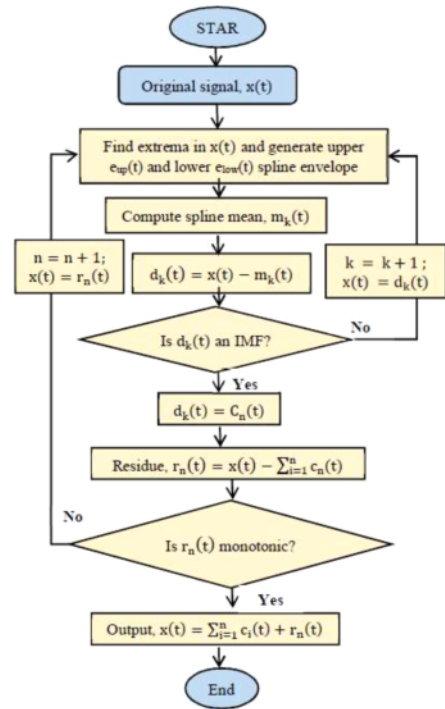 STAR
Original signal, x(t)
Find extrema in x(t) and generate upper
e_up(t) and lower e_low(t) spline envelope
Compute spline mean, m_k(t)
n = n + 1;
x(t) = r_n(t)
d_k(t) = x(t) − m_k(t)
k = k + 1;
x(t) = d_k(t)
Is d_k(t) an IMF?
No
Yes
d_k(t) = C_n(t)
Residue, r_n(t) = x(t) − ∑_{i=1}^{n} c_n(t)
No
Is r_n(t) monotonic?
Yes
Output, x(t) = ∑_{i=1}^{n} c_i(t) + r_n(t)
End